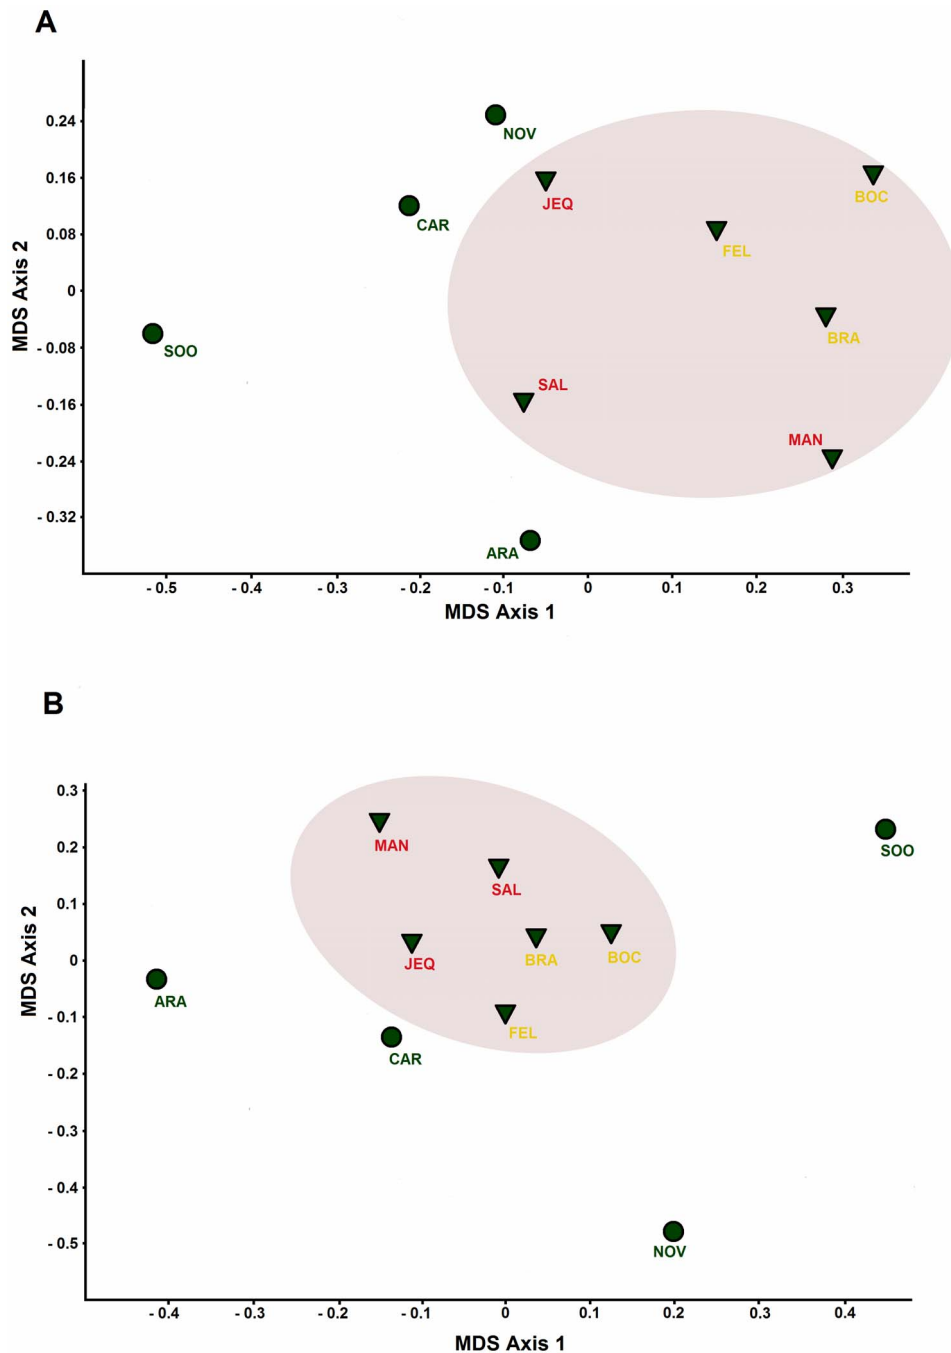 A
0.24
0.16
0.08
0
- 0.08
- 0.16
- 0.24
- 0.32
MDS Axis 2
NOV
JEQ
BOC
CAR
FEL
SOO
BRA
SAL
MAN
ARA
- 0.5
- 0.4
- 0.3
- 0.2
- 0.1
0
0.1
0.2
0.3
MDS Axis 1
B
0.3
0.2
0.1
0
- 0.1
- 0.2
- 0.3
- 0.4
- 0.5
MDS Axis 2
MAN
SOO
SAL
JEQ
BRA
BOC
ARA
FEL
CAR
NOV
- 0.4
- 0.3
- 0.2
- 0.1
0
0.1
0.2
0.3
0.4
MDS Axis 1